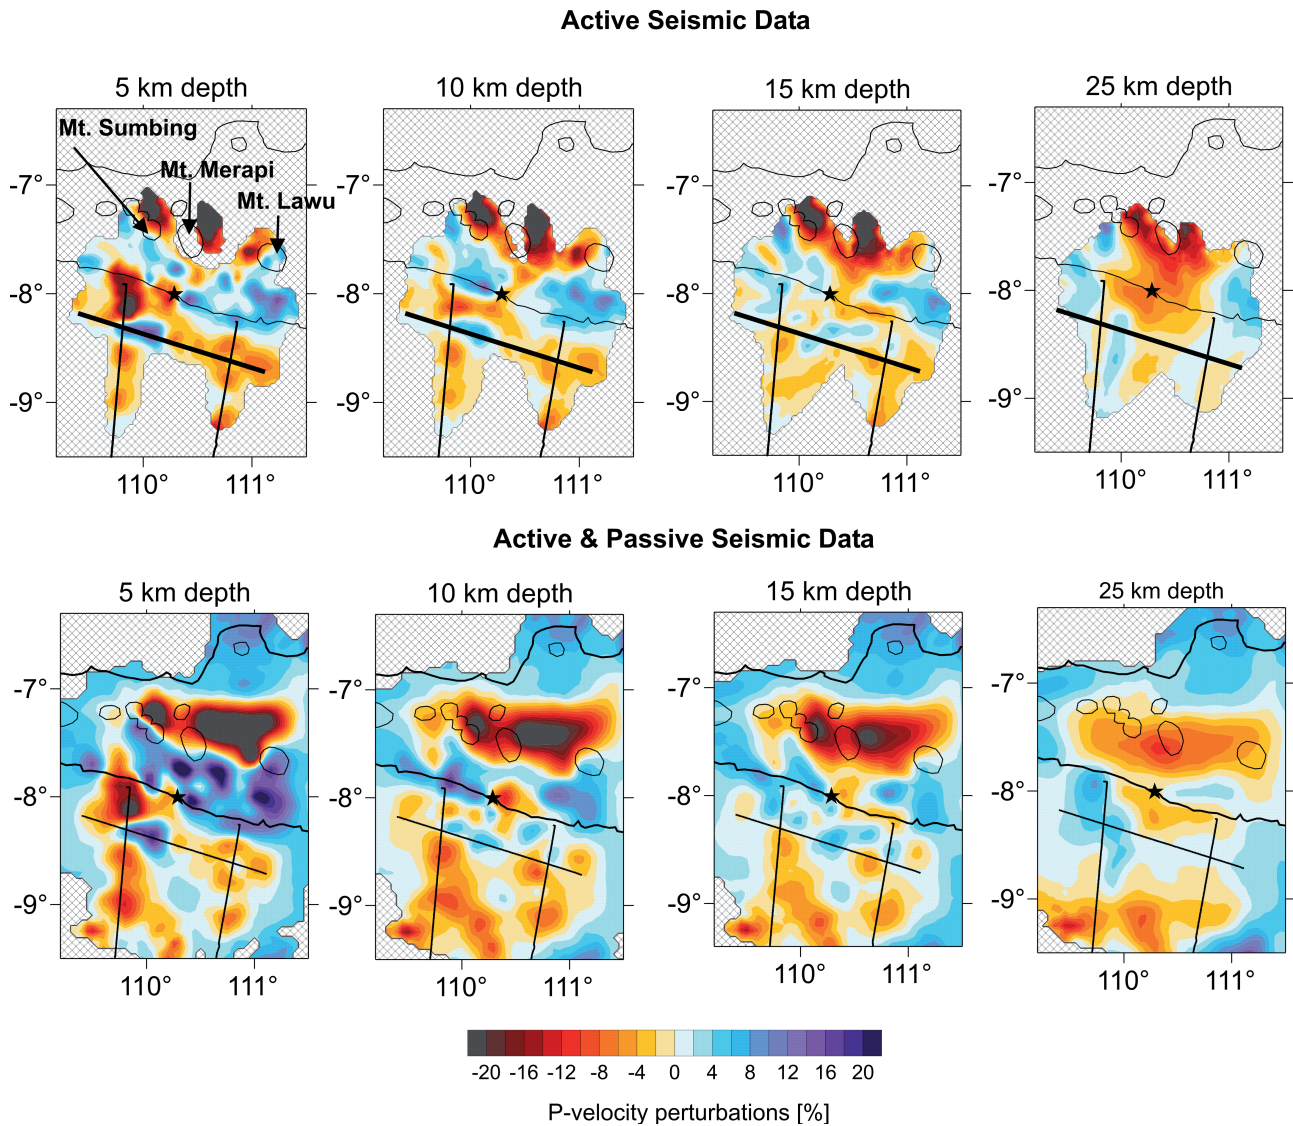 Active Seismic Data
5 km depth
10 km depth
15 km depth
25 km depth
Mt. Sumbing
Mt. Merapi
Mt. Lawu
-7° -7° -7° -7°
-8° -8° -8° -8°
-9° -9° -9° -9°
110° 111° 110° 111° 110° 111° 110° 111°
Active & Passive Seismic Data
5 km depth
10 km depth
15 km depth
25 km depth
-7° -7° -7° -7°
-8° -8° -8° -8°
-9° -9° -9° -9°
110° 111° 110° 111° 110° 111° 110° 111°
-20 -16 -12 -8 -4 0 4 8 12 16 20
P-velocity perturbations [%]